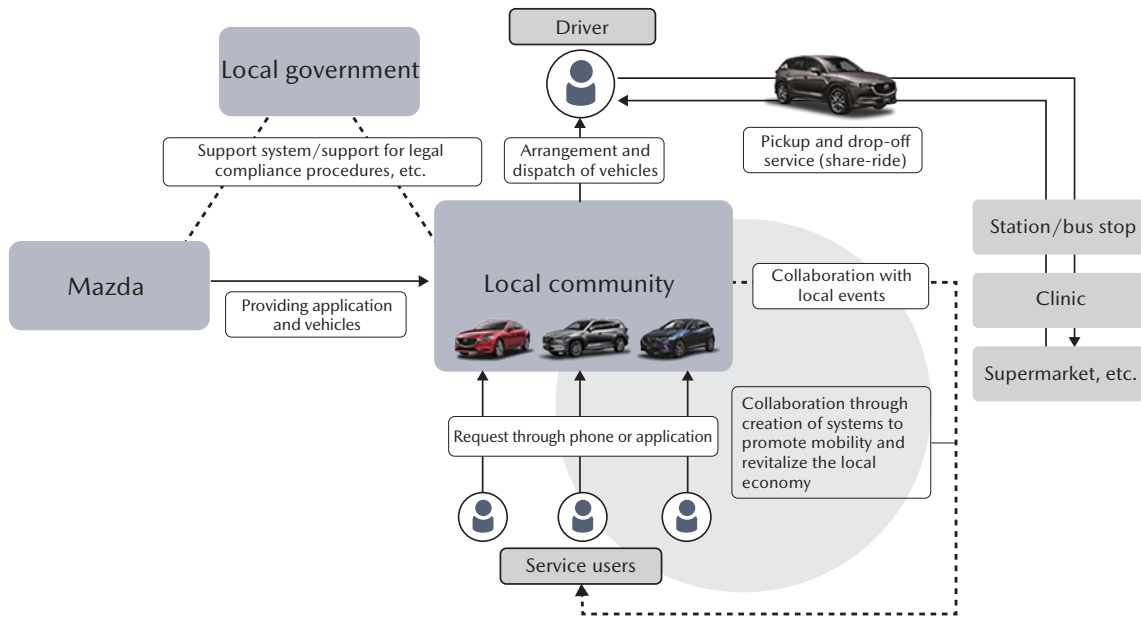 Driver
Local government
Support system/support for legal
compliance procedures, etc.
Arrangement and
dispatch of vehicles
Pickup and drop-off
service (share-ride)
Station/bus stop
Mazda
Local community
Collaboration with
local events
Clinic
Providing application
and vehicles
Supermarket, etc.
Collaboration through
creation of systems to
promote mobility and
revitalize the local
economy
Request through phone or application
Service users